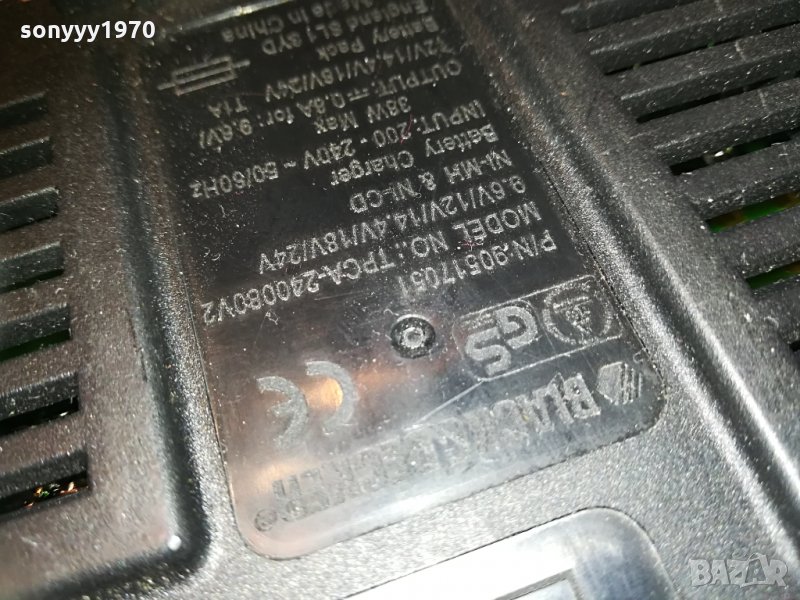 sonyyy1970
BLACK & DECKER®
GS
CE
P/N:90517051
MODEL NO.: TPCA-240080V2
9.6V/12V/14.4V/18V/24V
NI-MH & NI-CD
Battery Charger
INPUT: 200 - 240V ~ 50/60Hz
38W Max
OUTPUT: 0.8A for: 9.6V/
12V/14.4V/18V/24V
T1A
Battery Pack
England SL1 3YD
Made in China
BAZAR